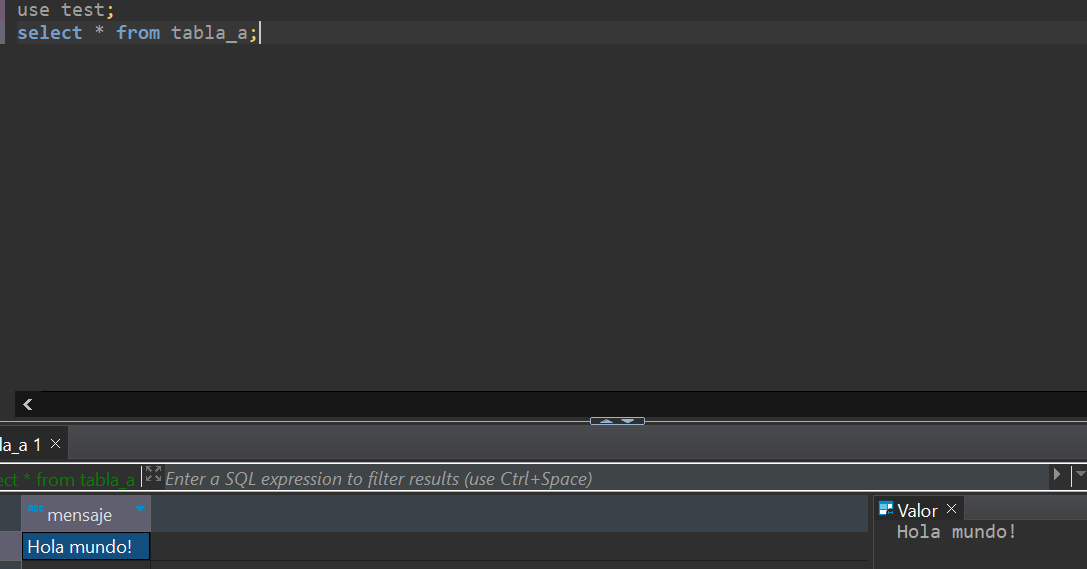 use test;
select * from tabla_a;
la_a 1
ect * from tabla_a
Enter a SQL expression to filter results (use Ctrl+Space)
mensaje
Valor
Hola mundo!
Hola mundo!